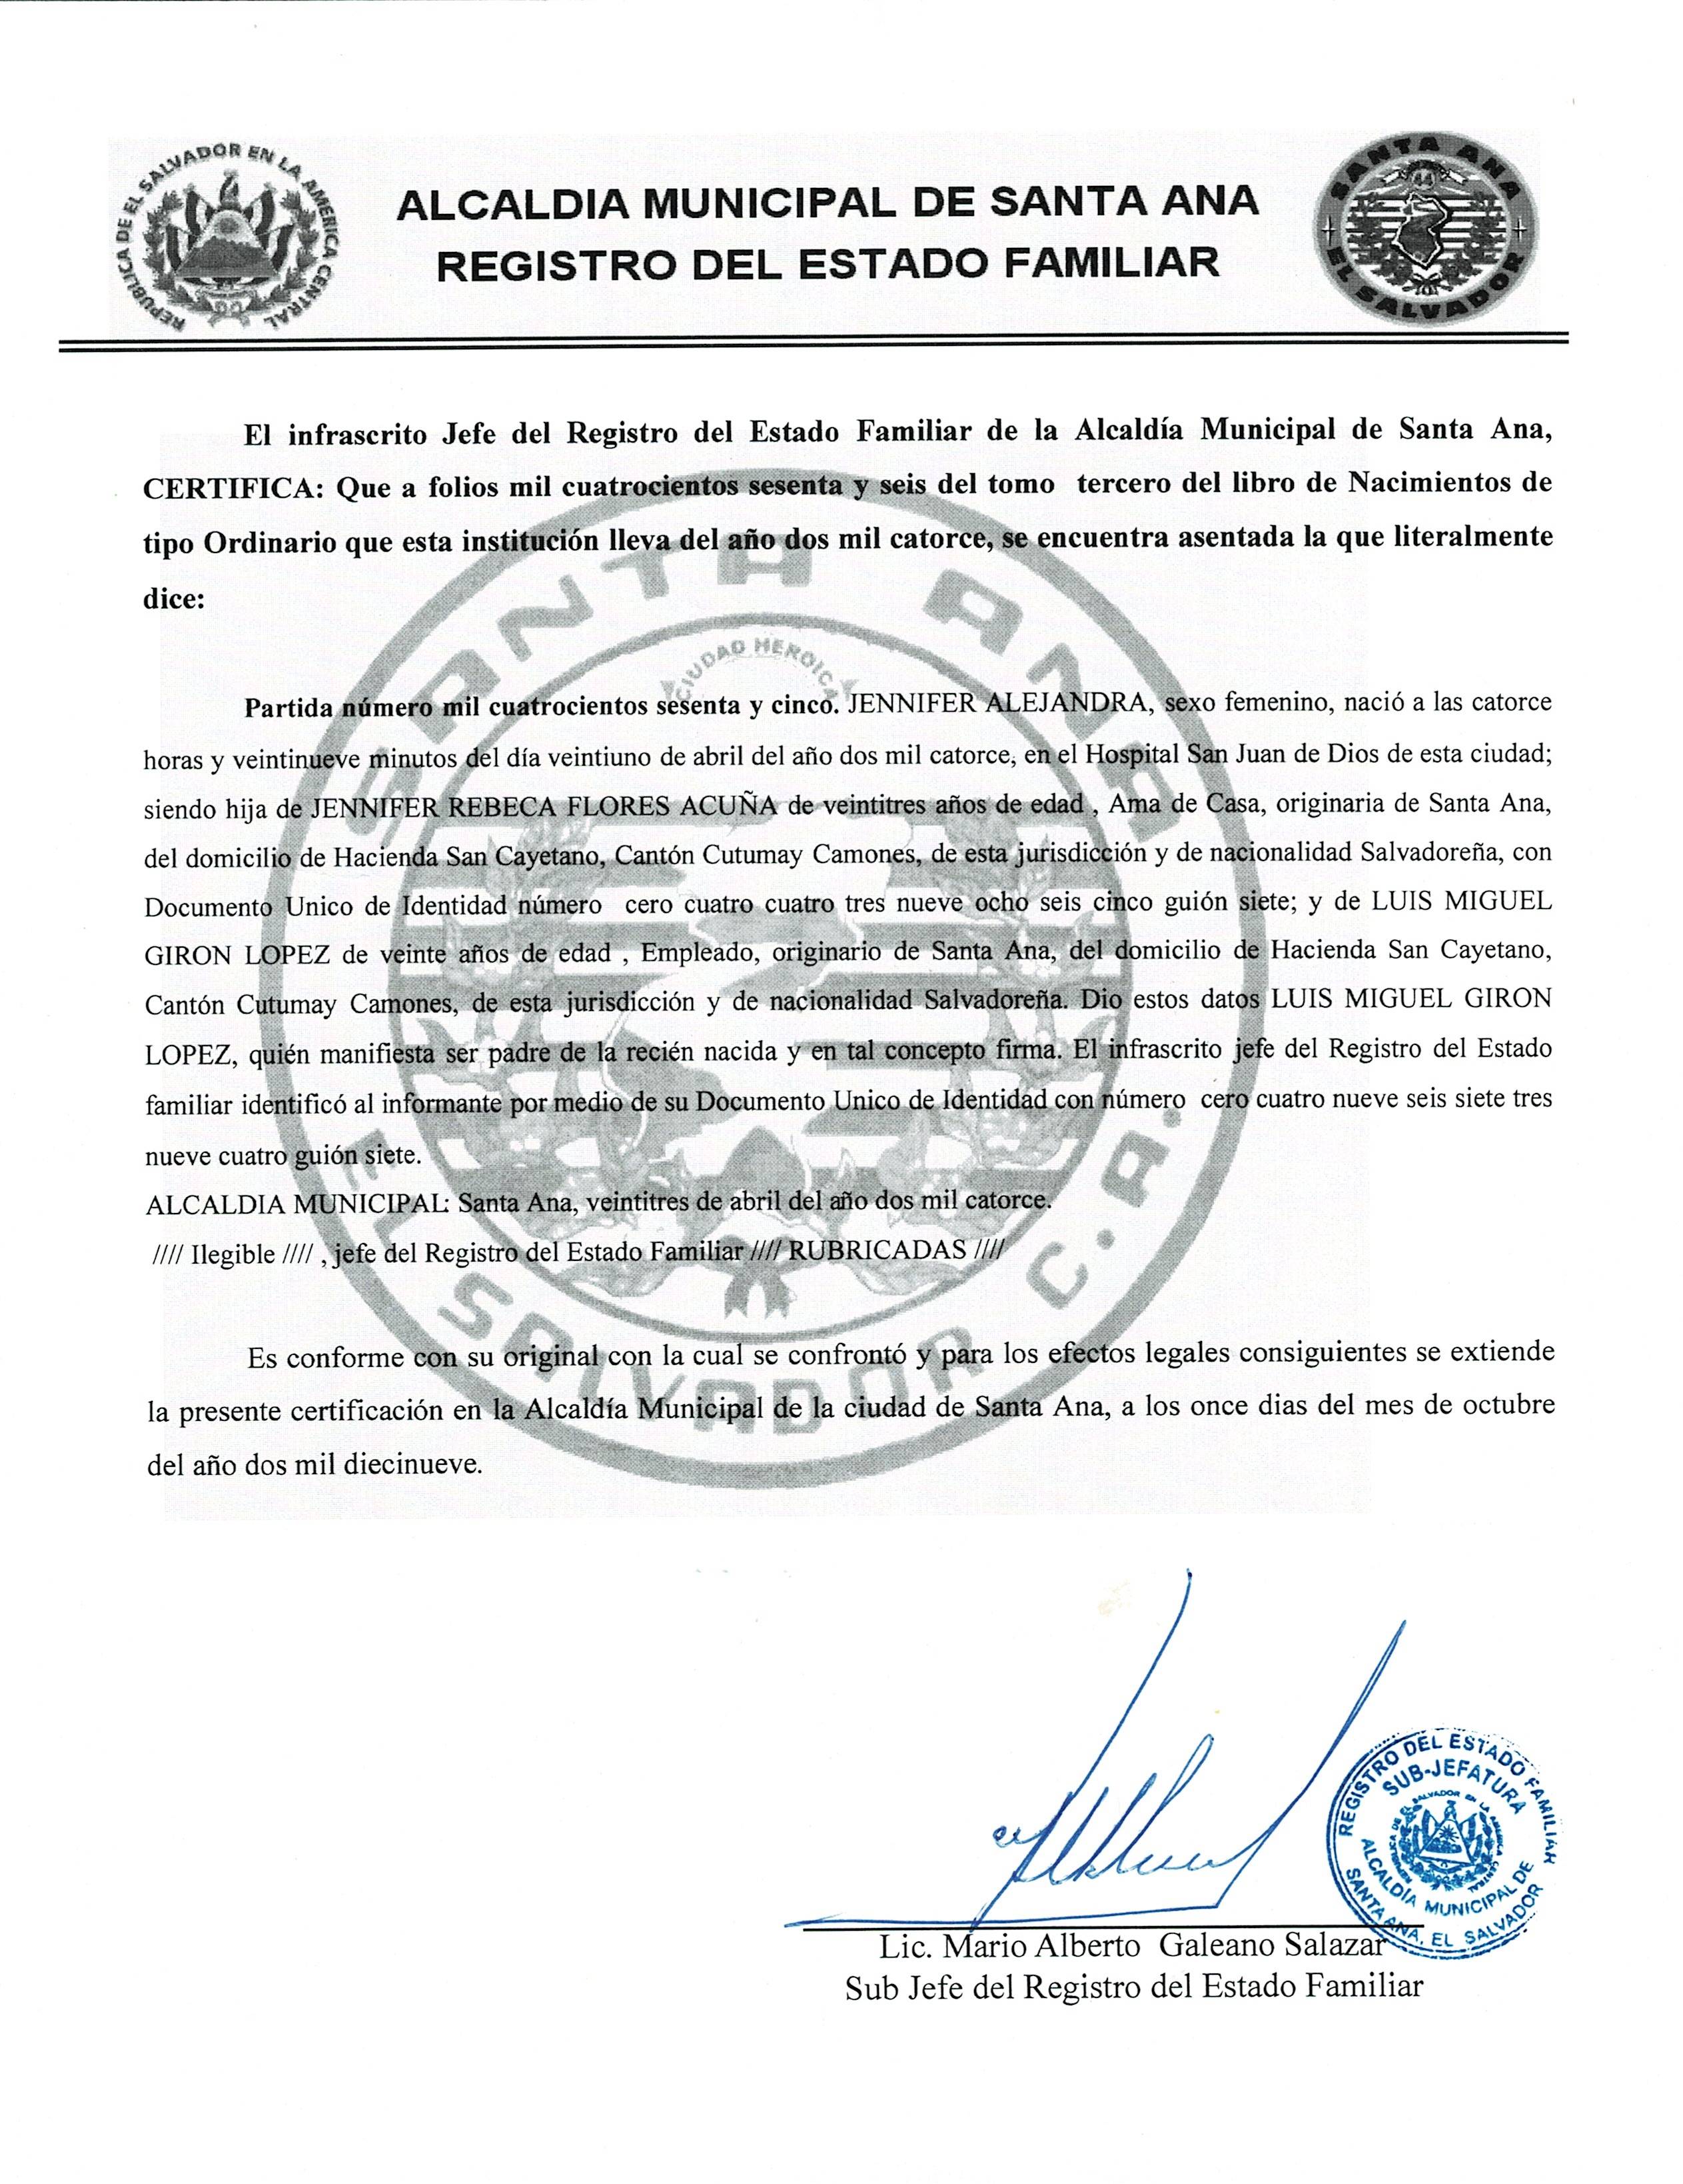 REPUBLICA DE EL SALVADOR EN LA AMERICA CENTRAL
ALCALDIA MUNICIPAL DE SANTA ANA
REGISTRO DEL ESTADO FAMILIAR
SANTA ANA
44
EL SALVADOR
El infrascrito Jefe del Registro del Estado Familiar de la Alcaldía Municipal de Santa Ana,
CERTIFICA: Que a folios mil cuatrocientos sesenta y seis del tomo tercero del libro de Nacimientos de
tipo Ordinario que esta institución lleva del año dos mil catorce, se encuentra asentada la que literalmente
dice:
SANTA ANA
CIUDAD HEROICA
Partida número mil cuatrocientos sesenta y cinco. JENNIFER ALEJANDRA, sexo femenino, nació a las catorce
horas y veintinueve minutos del día veintiuno de abril del año dos mil catorce, en el Hospital San Juan de Dios de esta ciudad;
siendo hija de JENNIFER REBECA FLORES ACUÑA de veintitres años de edad , Ama de Casa, originaria de Santa Ana,
del domicilio de Hacienda San Cayetano, Cantón Cutumay Camones, de esta jurisdicción y de nacionalidad Salvadoreña, con
Documento Unico de Identidad número cero cuatro cuatro tres nueve ocho seis cinco guión siete; y de LUIS MIGUEL
GIRON LOPEZ de veinte años de edad , Empleado, originario de Santa Ana, del domicilio de Hacienda San Cayetano,
Cantón Cutumay Camones, de esta jurisdicción y de nacionalidad Salvadoreña. Dio estos datos LUIS MIGUEL GIRON
LOPEZ, quién manifiesta ser padre de la recién nacida y en tal concepto firma. El infrascrito jefe del Registro del Estado
familiar identificó al informante por medio de su Documento Unico de Identidad con número cero cuatro nueve seis siete tres
nueve cuatro guión siete.
ALCALDIA MUNICIPAL: Santa Ana, veintitres de abril del año dos mil catorce.
//// Ilegible //// , jefe del Registro del Estado Familiar //// RUBRICADAS ////
EL SALVADOR C.A.
Es conforme con su original con la cual se confrontó y para los efectos legales consiguientes se extiende
la presente certificación en la Alcaldía Municipal de la ciudad de Santa Ana, a los once dias del mes de octubre
del año dos mil diecinueve.
REGISTRO DEL ESTADO FAMILIAR
SUB-JEFATURA
ALCALDÍA MUNICIPAL DE
SANTA ANA, EL SALVADOR
Lic. Mario Alberto Galeano Salazar
Sub Jefe del Registro del Estado Familiar